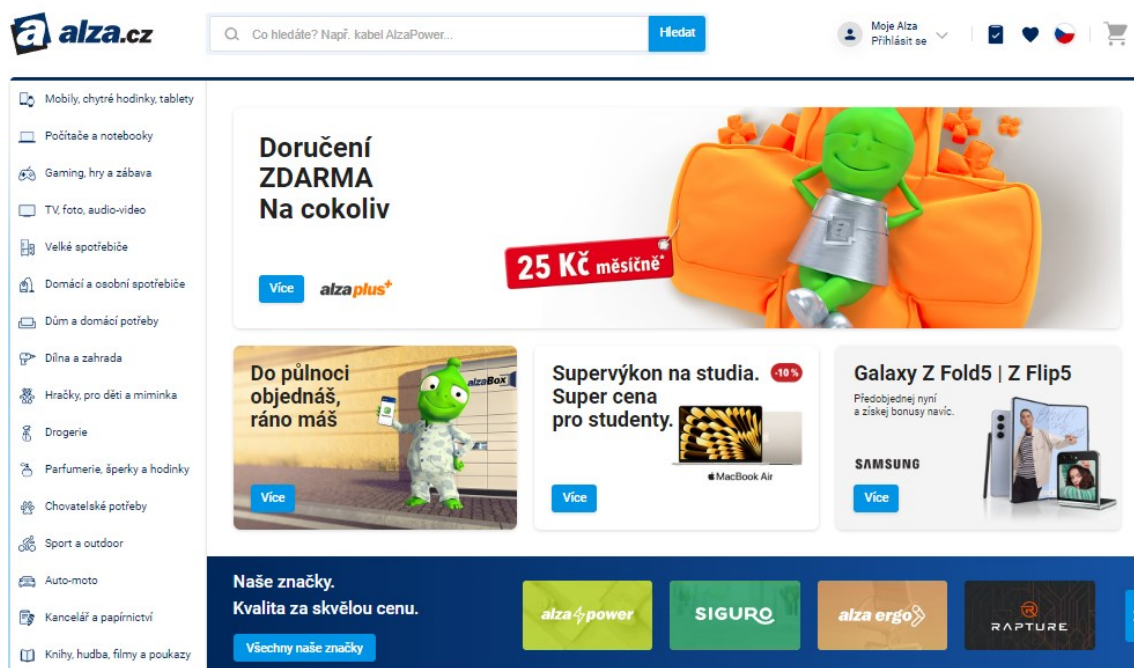 alza.cz
Co hledáte? Např. kabel AlzaPower...
Hledat
Moje Alza
Přihlásit se
Mobily, chytré hodinky, tablety
Počítače a notebooky
Gaming, hry a zábava
TV, foto, audio-video
Velké spotřebiče
Domácí a osobní spotřebiče
Dům a domácí potřeby
Dílna a zahrada
Hračky, pro děti a miminka
Drogerie
Parfumerie, šperky a hodinky
Chovatelské potřeby
Sport a outdoor
Auto-moto
Kancelář a papírnictví
Knihy, hudba, filmy a poukazy
Doručení
ZDARMA
Na cokoliv
25 Kč měsíčně*
Více
alzaplus+
Do půlnoci
objednáš,
ráno máš
alzaBox
Více
Supervýkon na studia.
-10 %
Super cena
pro studenty.
MacBook Air
Více
Galaxy Z Fold5 | Z Flip5
Předobjednej nyní
a získej bonusy navíc.
SAMSUNG
Více
Naše značky.
Kvalita za skvělou cenu.
Všechny naše značky
alza power
SIGURO
alza ergo
RAPTURE